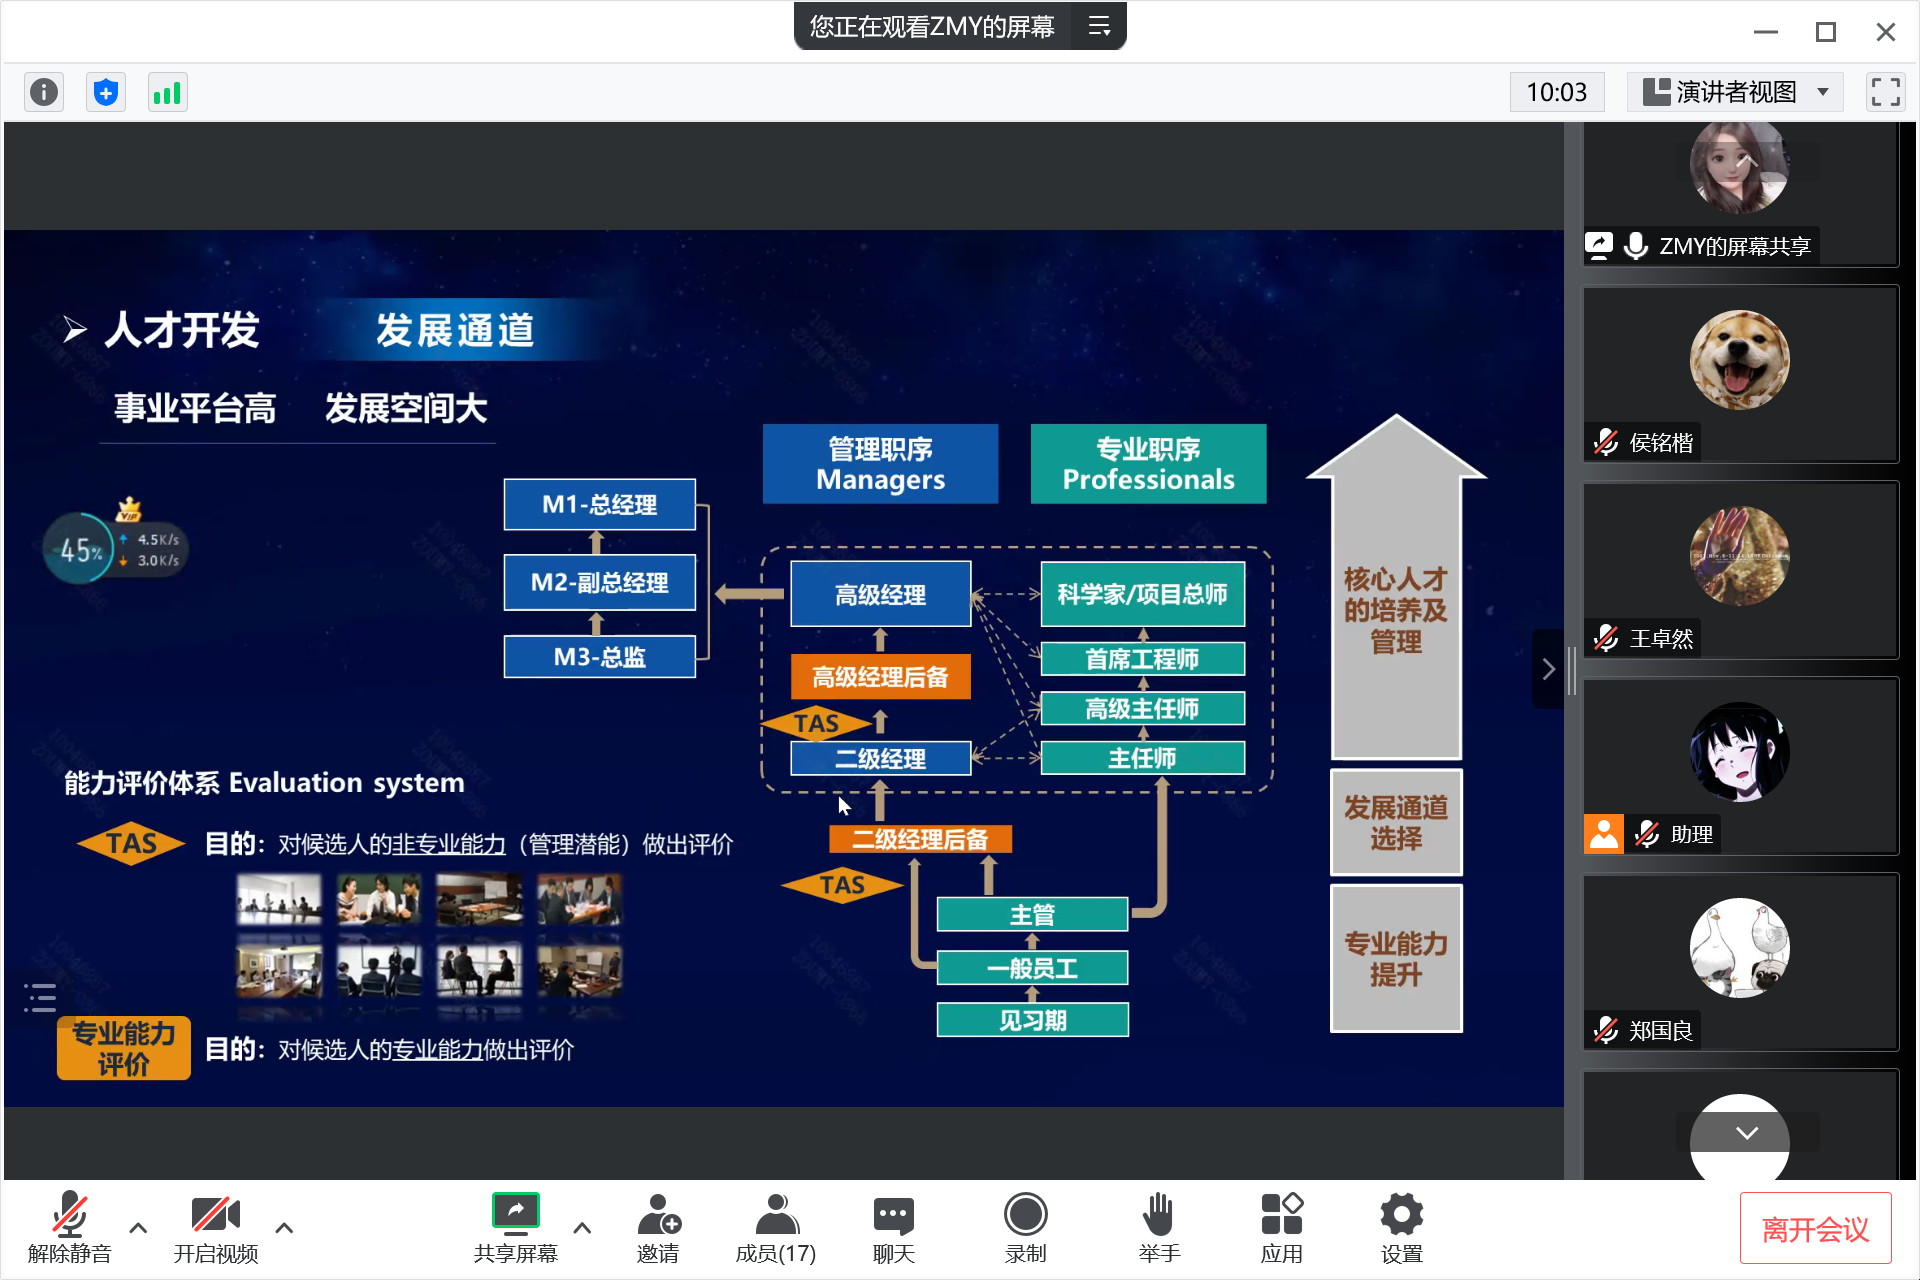 您正在观看ZMY的屏幕
10:03
演讲者视图
人才开发
发展通道
事业平台高
发展空间大
VIP
45%
4.5K/s
3.0K/s
管理职序
Managers
专业职序
Professionals
M1-总经理
M2-副总经理
M3-总监
高级经理
高级经理后备
TAS
二级经理
科学家/项目总师
首席工程师
高级主任师
主任师
二级经理后备
TAS
主管
一般员工
见习期
核心人才
的培养及
管理
发展通道
选择
专业能力
提升
能力评价体系 Evaluation system
TAS
目的：对候选人的非专业能力（管理潜能）做出评价
专业能力
评价
目的：对候选人的专业能力做出评价
ZMY的屏幕共享
侯铭楷
王卓然
助理
郑国良
解除静音
开启视频
共享屏幕
邀请
成员(17)
聊天
录制
举手
应用
设置
离开会议